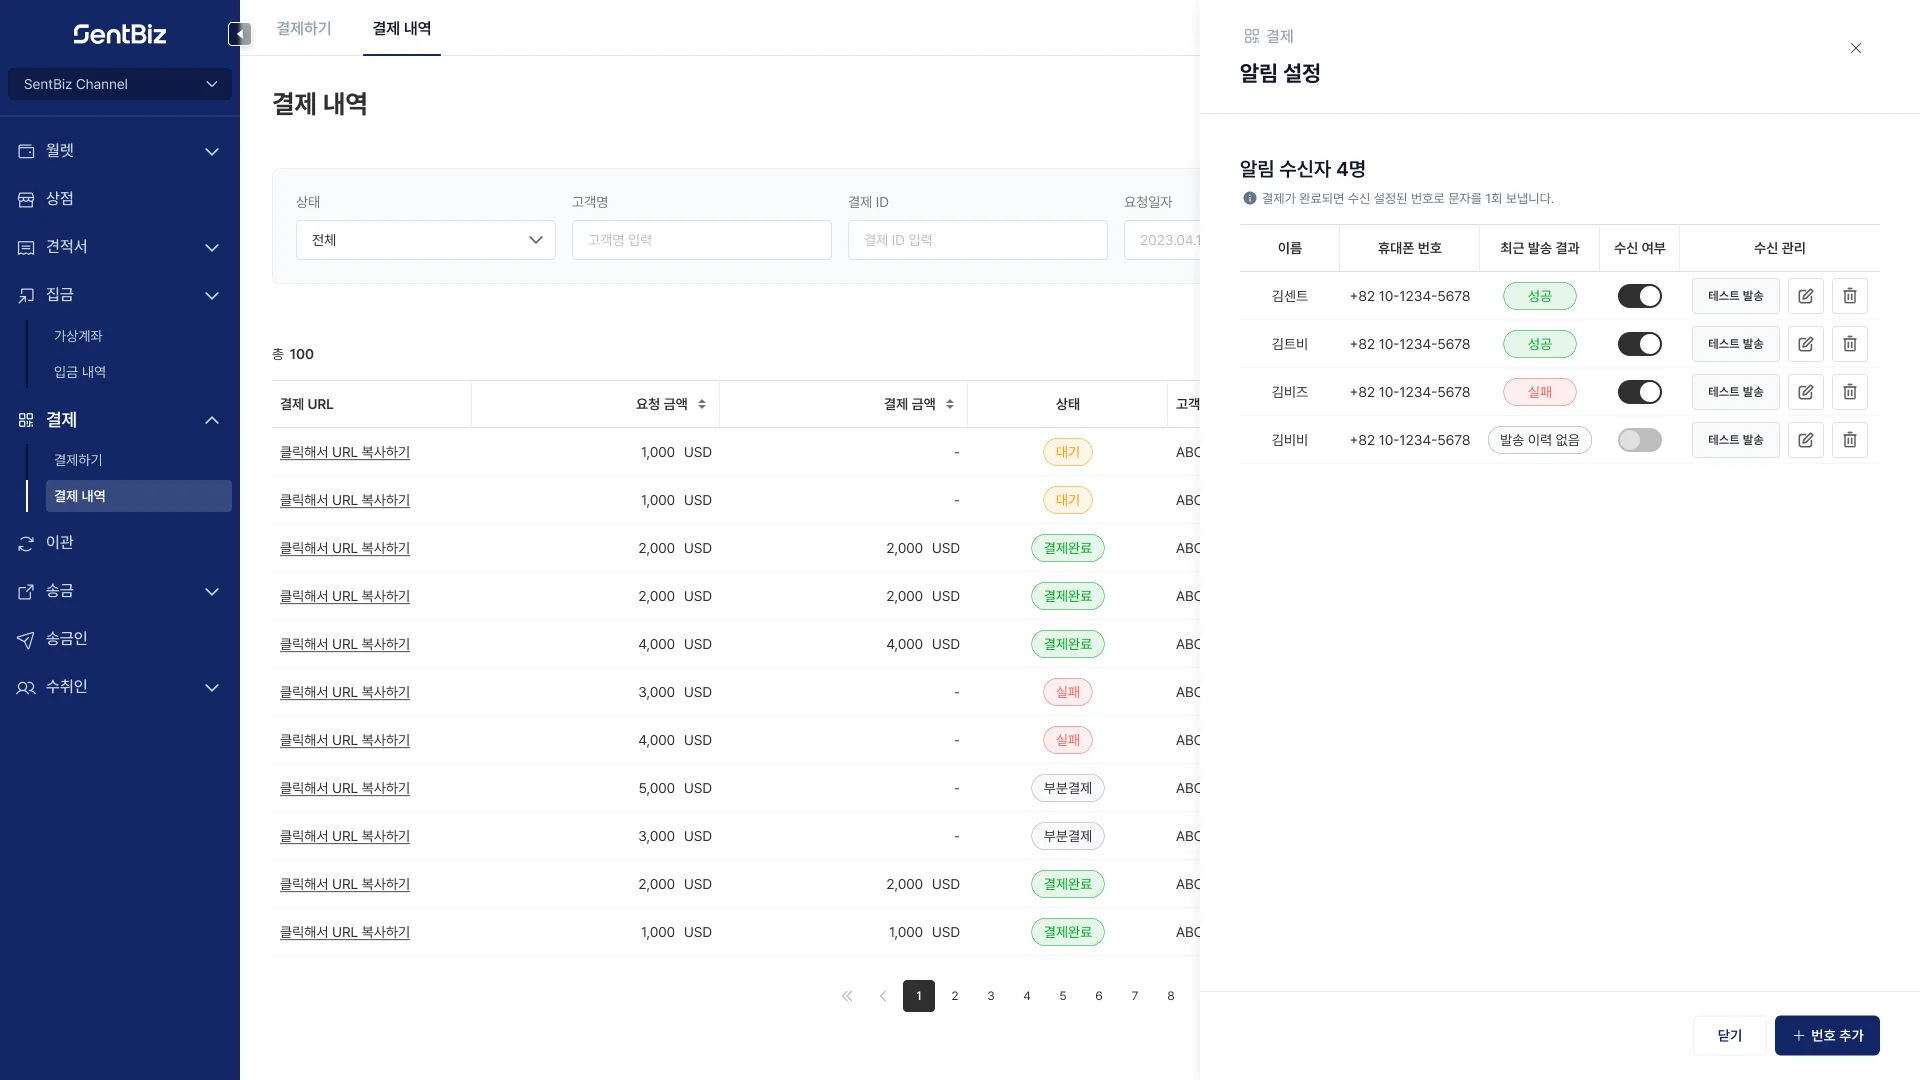 SentBiz
SentBiz Channel
월렛
상점
견적서
집금
가상계좌
입금 내역
결제
결제하기
결제 내역
이관
송금
송금인
수취인
결제하기 결제 내역
결제 내역
상태 고객명 결제 ID 요청일자
전체 고객명 입력 결제 ID 입력 2023.04.1
총 100
결제 URL 요청 금액 결제 금액 상태 고객
클릭해서 URL 복사하기 1,000 USD - 대기 ABC
클릭해서 URL 복사하기 1,000 USD - 대기 ABC
클릭해서 URL 복사하기 2,000 USD 2,000 USD 결제완료 ABC
클릭해서 URL 복사하기 2,000 USD 2,000 USD 결제완료 ABC
클릭해서 URL 복사하기 4,000 USD 4,000 USD 결제완료 ABC
클릭해서 URL 복사하기 3,000 USD - 실패 ABC
클릭해서 URL 복사하기 4,000 USD - 실패 ABC
클릭해서 URL 복사하기 5,000 USD - 부분결제 ABC
클릭해서 URL 복사하기 3,000 USD - 부분결제 ABC
클릭해서 URL 복사하기 2,000 USD 2,000 USD 결제완료 ABC
클릭해서 URL 복사하기 1,000 USD 1,000 USD 결제완료 ABC
1 2 3 4 5 6 7 8
결제
알림 설정
알림 수신자 4명
결제가 완료되면 수신 설정된 번호로 문자를 1회 보냅니다.
이름 휴대폰 번호 최근 발송 결과 수신 여부 수신 관리
김센트 +82 10-1234-5678 성공 테스트 발송
김트비 +82 10-1234-5678 성공 테스트 발송
김비즈 +82 10-1234-5678 실패 테스트 발송
김비비 +82 10-1234-5678 발송 이력 없음 테스트 발송
닫기 + 번호 추가